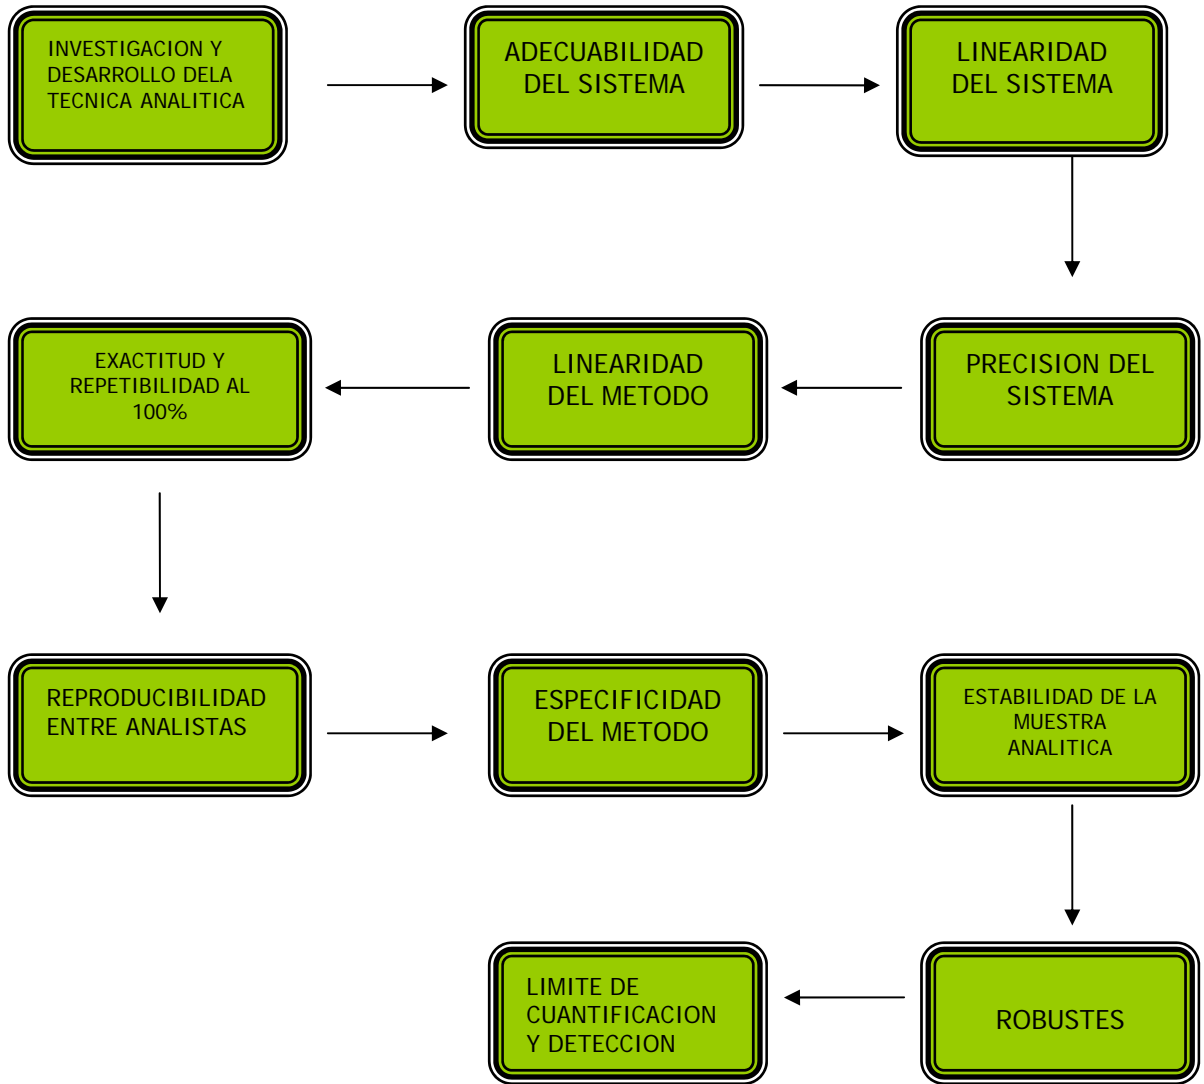 INVESTIGACION Y
DESARROLLO DELA
TECNICA ANALITICA
ADECUABILIDAD
DEL SISTEMA
LINEARIDAD
DEL SISTEMA
PRECISION DEL
SISTEMA
LINEARIDAD
DEL METODO
EXACTITUD Y
REPETIBILIDAD AL
100%
REPRODUCIBILIDAD
ENTRE ANALISTAS
ESPECIFICIDAD
DEL METODO
ESTABILIDAD DE LA
MUESTRA
ANALITICA
ROBUSTES
LIMITE DE
CUANTIFICACION
Y DETECCION